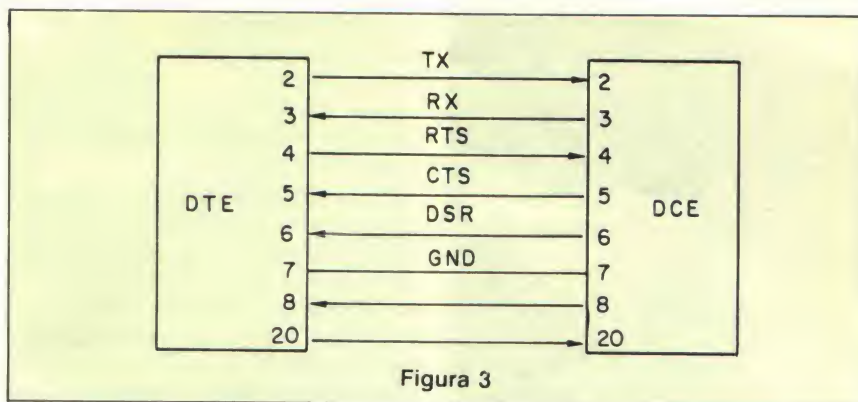 TX
2 2
RX
3 3
RTS
4 4
CTS
DTE 5 5 DCE
DSR
6 6
GND
7 7
8 8
20 20
Figura 3